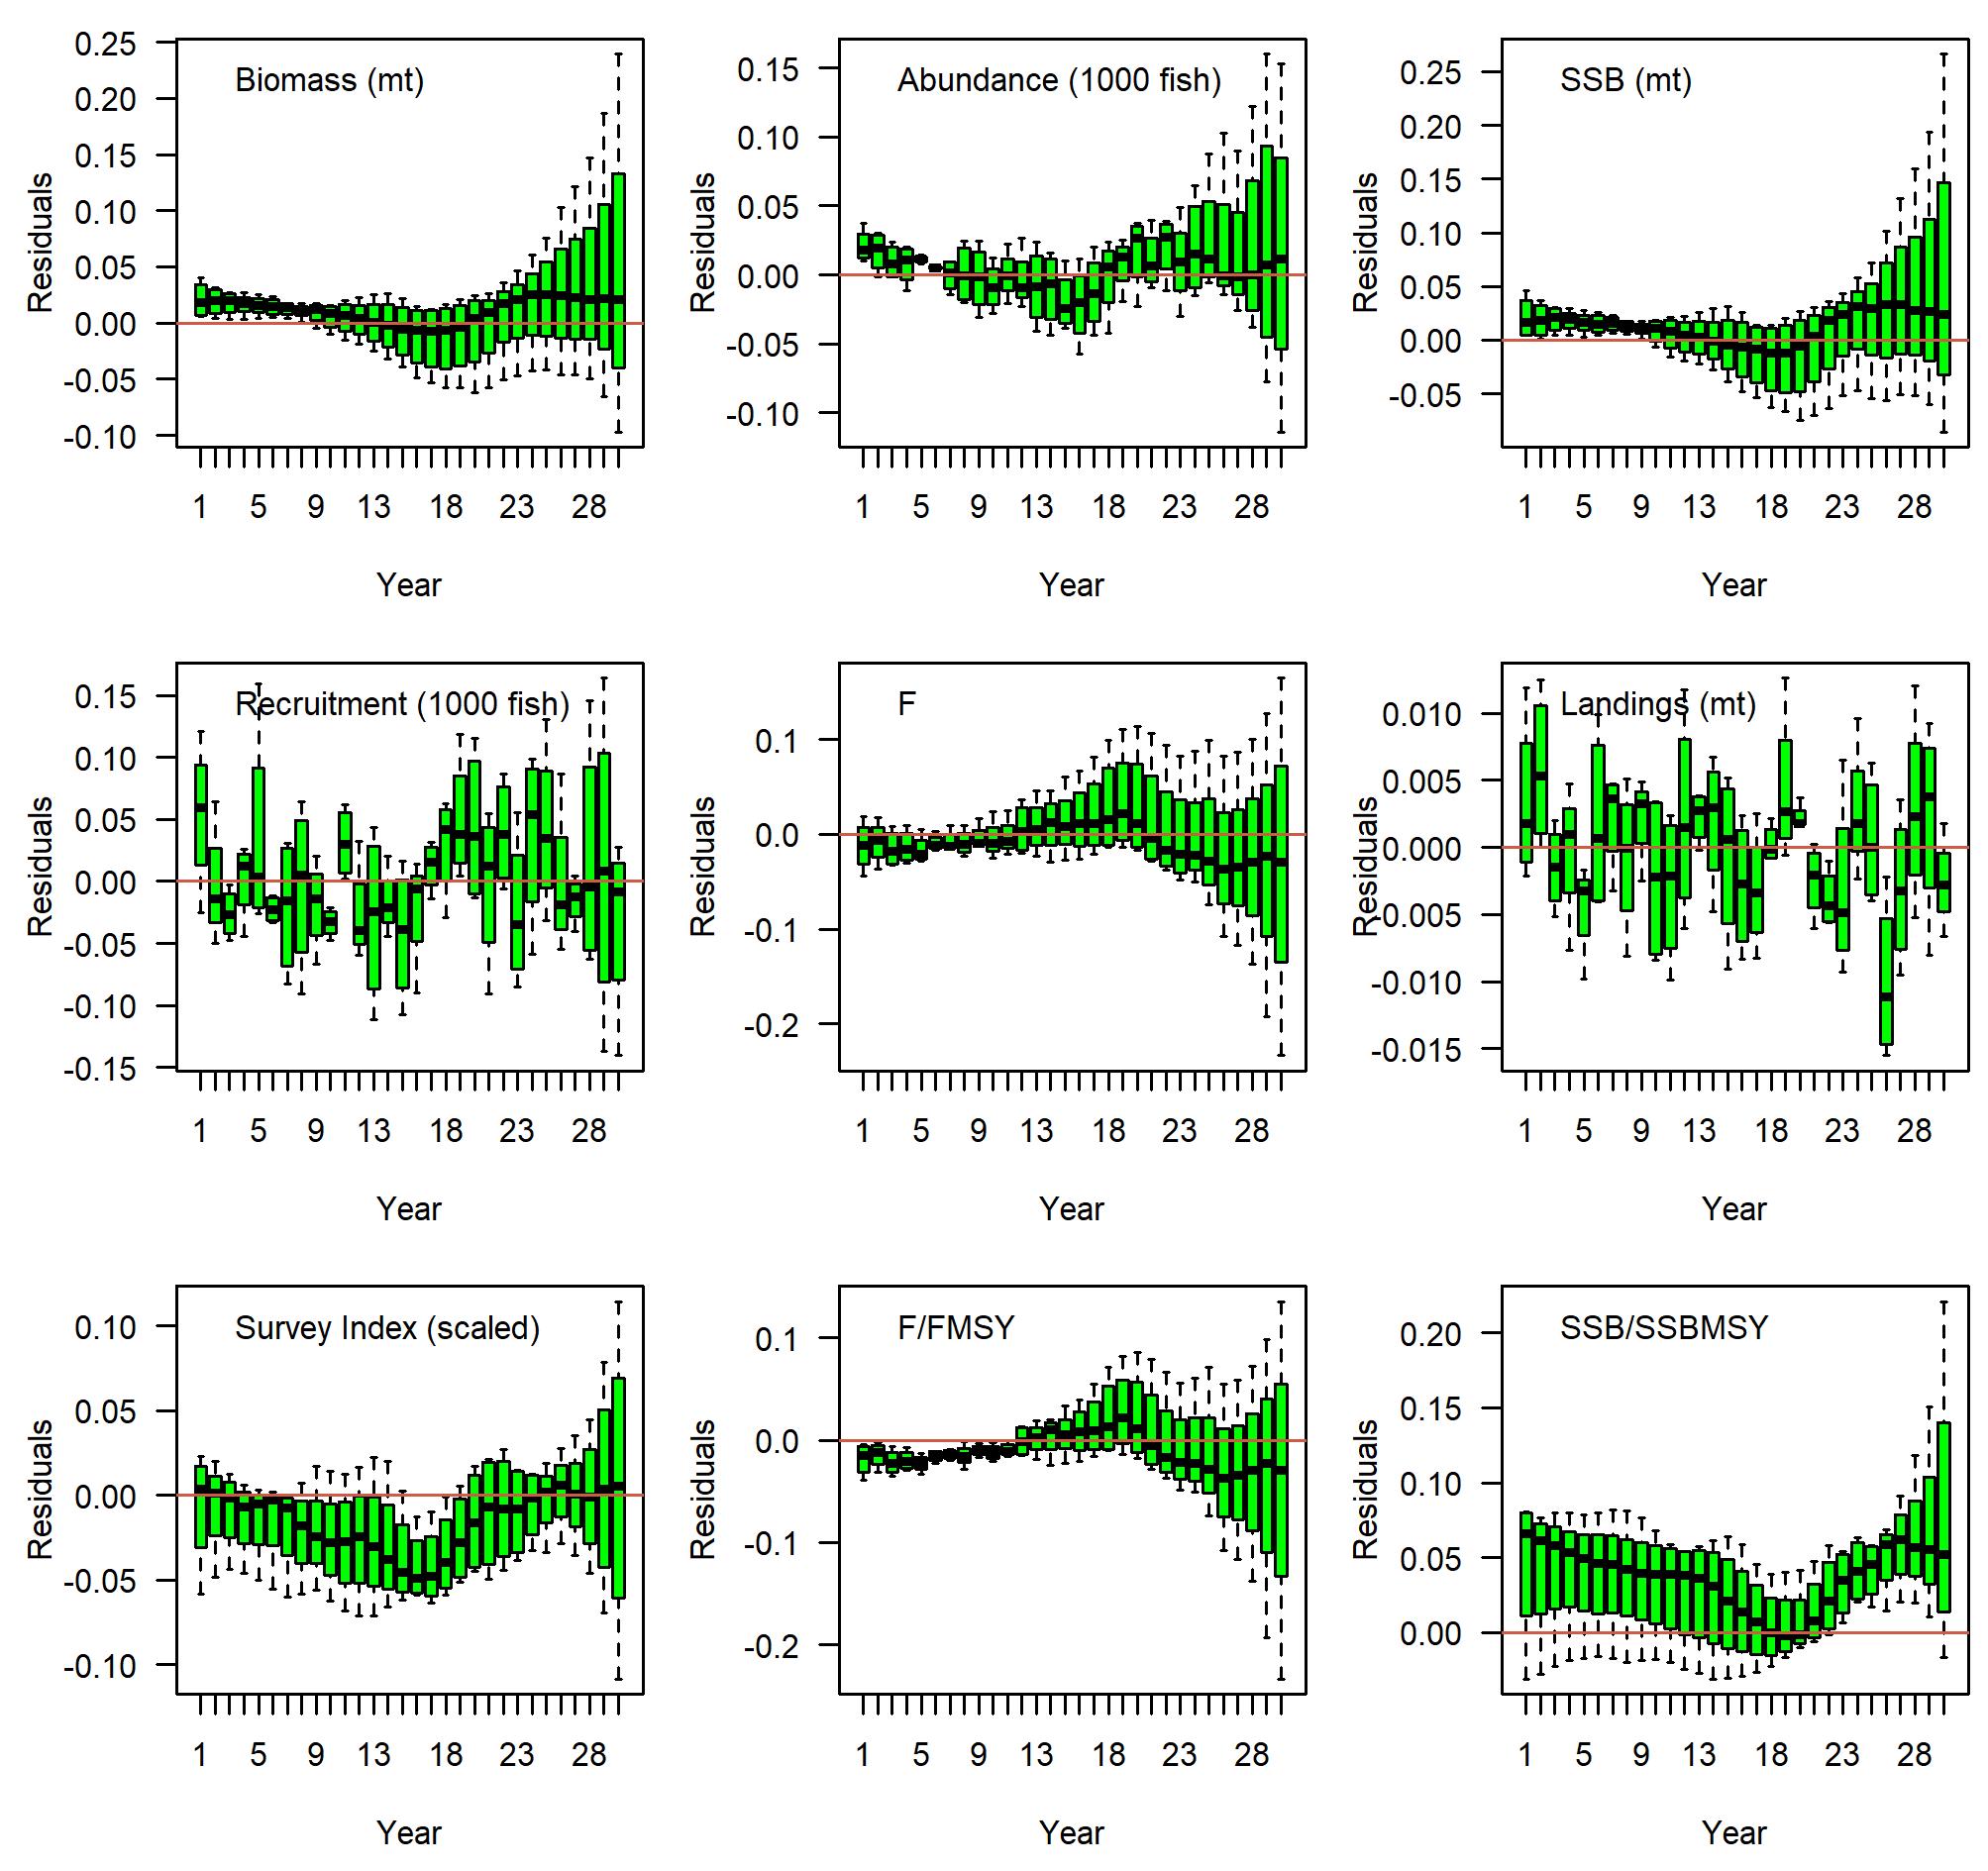 Biomass (mt)
Residuals
0.25
0.20
0.15
0.10
0.05
0.00
-0.05
-0.10
1 5 9 13 18 23 28
Year
Abundance (1000 fish)
Residuals
0.15
0.10
0.05
0.00
-0.05
-0.10
1 5 9 13 18 23 28
Year
SSB (mt)
Residuals
0.25
0.20
0.15
0.10
0.05
0.00
-0.05
1 5 9 13 18 23 28
Year
Recruitment (1000 fish)
Residuals
0.15
0.10
0.05
0.00
-0.05
-0.10
-0.15
1 5 9 13 18 23 28
Year
F
Residuals
0.1
0.0
-0.1
-0.2
1 5 9 13 18 23 28
Year
Landings (mt)
Residuals
0.010
0.005
0.000
-0.005
-0.010
-0.015
1 5 9 13 18 23 28
Year
Survey Index (scaled)
Residuals
0.10
0.05
0.00
-0.05
-0.10
1 5 9 13 18 23 28
Year
F/FMSY
Residuals
0.1
0.0
-0.1
-0.2
1 5 9 13 18 23 28
Year
SSB/SSBMSY
Residuals
0.20
0.15
0.10
0.05
0.00
1 5 9 13 18 23 28
Year